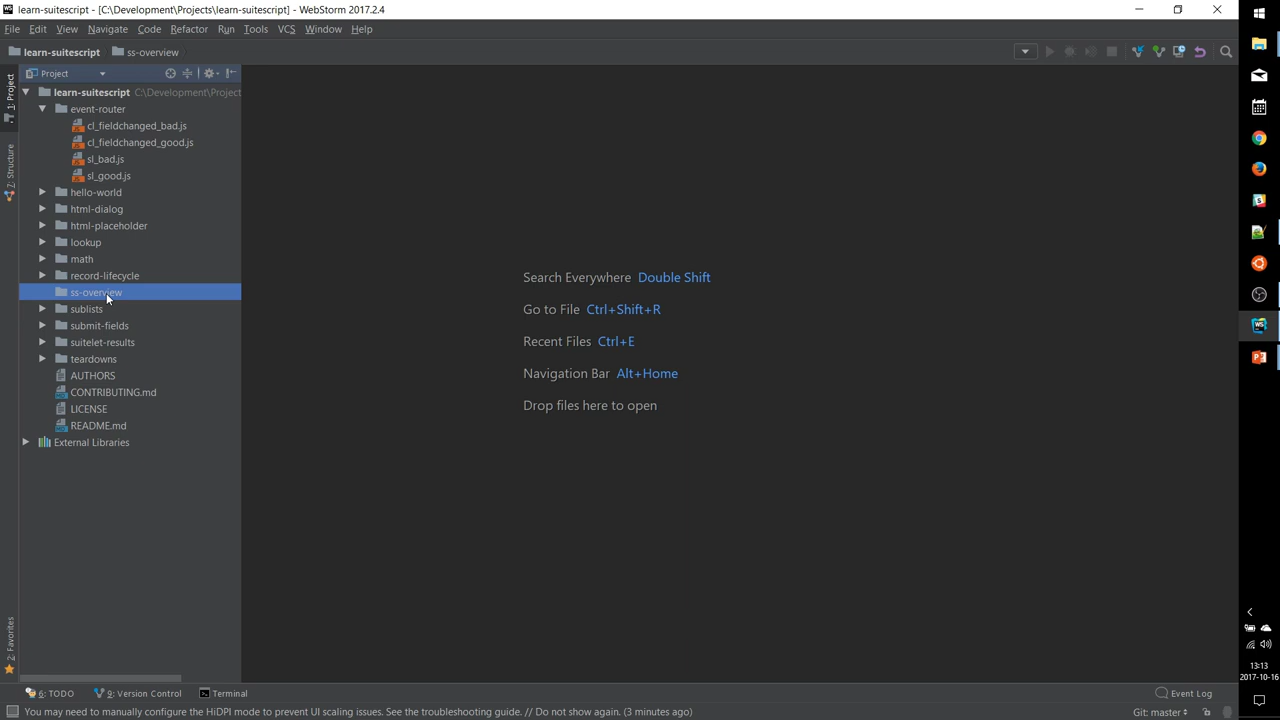 learn-suitescript - [C:\Development\Projects\learn-suitescript] - WebStorm 2017.2.4
File Edit View Navigate Code Refactor Run Tools VCS Window Help
learn-suitescript ss-overview
Project
1: Project
7: Structure
2: Favorites
learn-suitescript C:\Development\Project
event-router
cl_fieldchanged_bad.js
cl_fieldchanged_good.js
sl_bad.js
sl_good.js
hello-world
html-dialog
html-placeholder
lookup
math
record-lifecycle
ss-overview
sublists
submit-fields
suitelet-results
teardowns
AUTHORS
CONTRIBUTING.md
LICENSE
README.md
External Libraries
Search Everywhere Double Shift
Go to File Ctrl+Shift+R
Recent Files Ctrl+E
Navigation Bar Alt+Home
Drop files here to open
6: TODO 9: Version Control Terminal Event Log
You may need to manually configure the HiDPI mode to prevent UI scaling issues. See the troubleshooting guide. // Do not show again. (3 minutes ago) Git: master
13:13
2017-10-16